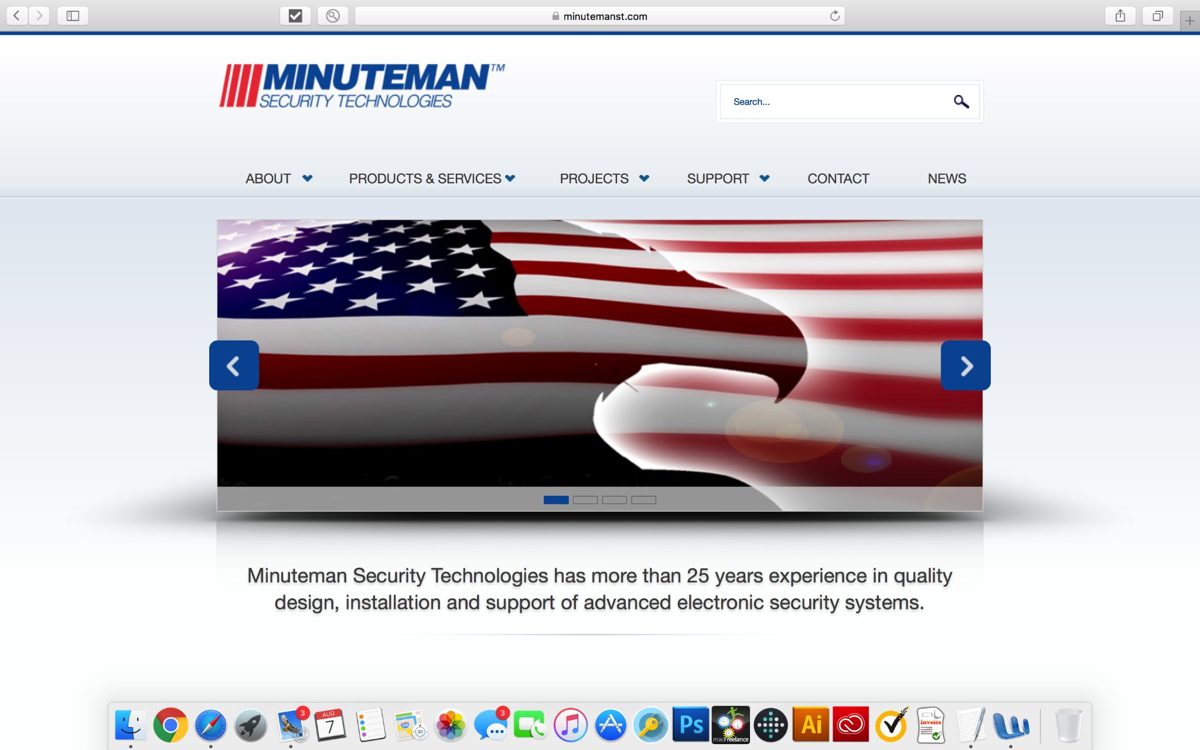 minutemanst.com
MINUTEMAN™
SECURITY TECHNOLOGIES
Search...
ABOUT PRODUCTS & SERVICES PROJECTS SUPPORT CONTACT NEWS
Minuteman Security Technologies has more than 25 years experience in quality
design, installation and support of advanced electronic security systems.
3
AUG
7
3
Ps
macFreelance
Ai
invoice